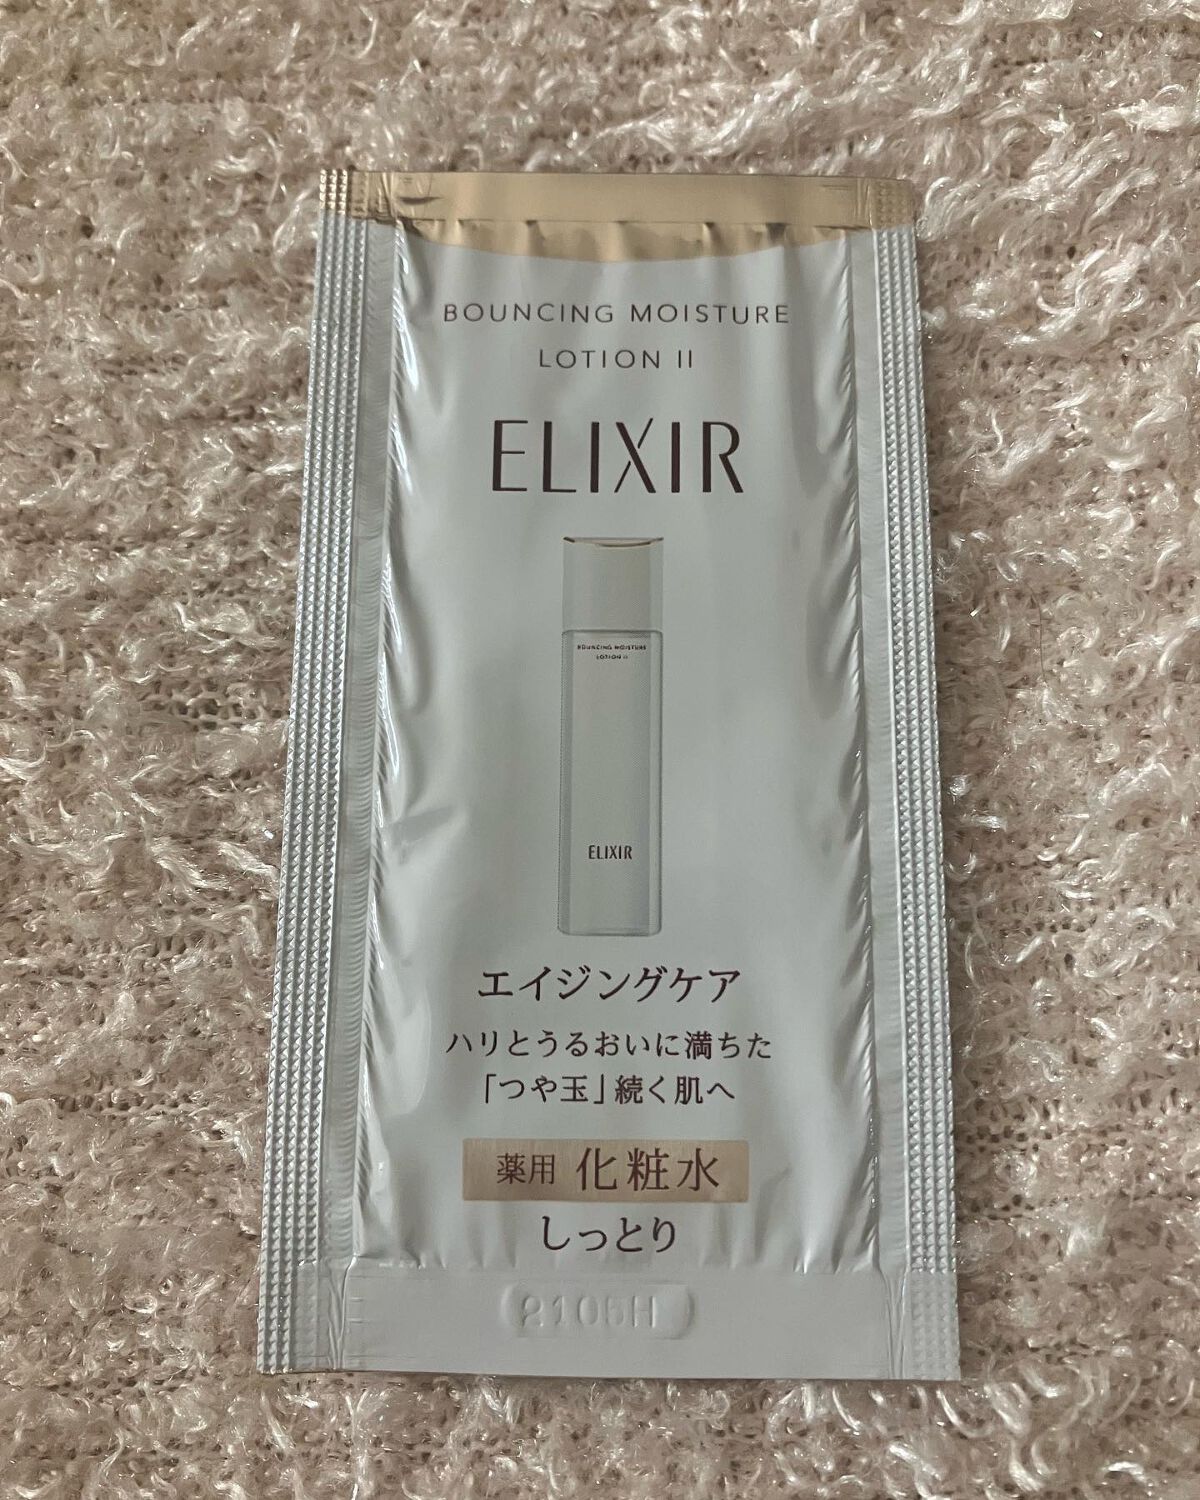 BOUNCING MOISTURE
LOTION II
ELIXIR
BOUNCING MOISTURE
LOTION II
ELIXIR
エイジングケア
ハリとうるおいに満ちた
「つや玉」続く肌へ
薬用 化粧水
しっとり
2105H